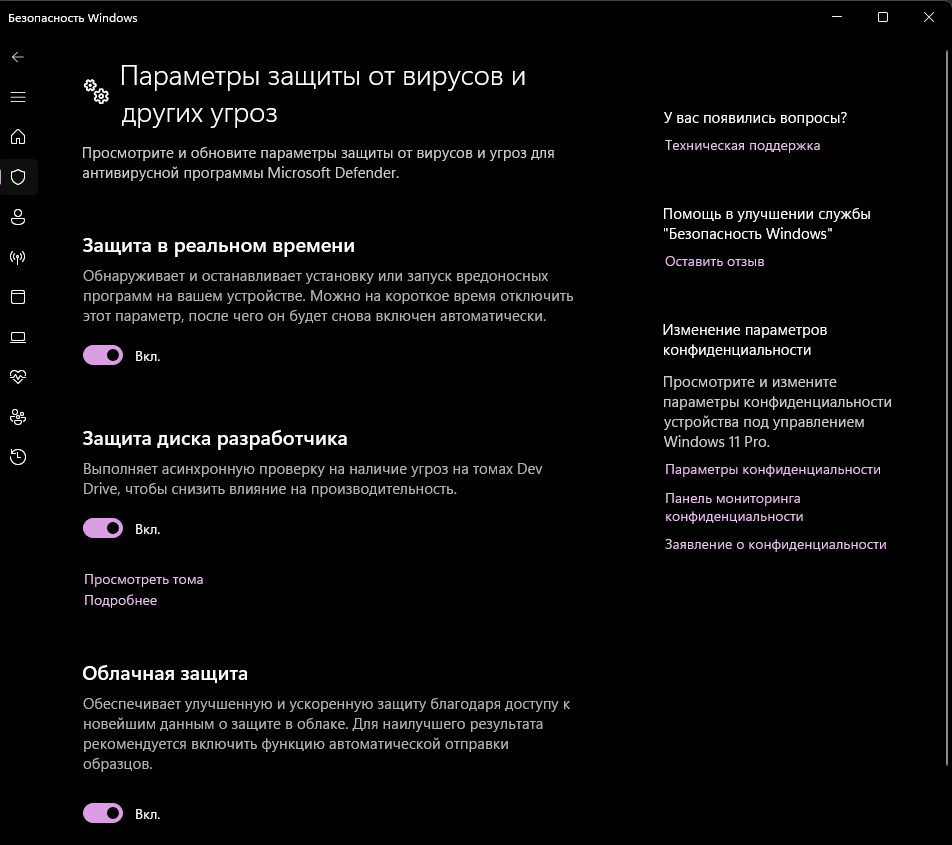 Безопасность Windows
Параметры защиты от вирусов и
других угроз
Просмотрите и обновите параметры защиты от вирусов и угроз для
антивирусной программы Microsoft Defender.
Защита в реальном времени
Обнаруживает и останавливает установку или запуск вредоносных
программ на вашем устройстве. Можно на короткое время отключить
этот параметр, после чего он будет снова включен автоматически.
Вкл.
Защита диска разработчика
Выполняет асинхронную проверку на наличие угроз на томах Dev
Drive, чтобы снизить влияние на производительность.
Вкл.
Просмотреть тома
Подробнее
Облачная защита
Обеспечивает улучшенную и ускоренную защиту благодаря доступу к
новейшим данным о защите в облаке. Для наилучшего результата
рекомендуется включить функцию автоматической отправки
образцов.
Вкл.
У вас появились вопросы?
Техническая поддержка
Помощь в улучшении службы
"Безопасность Windows"
Оставить отзыв
Изменение параметров
конфиденциальности
Просмотрите и измените
параметры конфиденциальности
устройства под управлением
Windows 11 Pro.
Параметры конфиденциальности
Панель мониторинга
конфиденциальности
Заявление о конфиденциальности